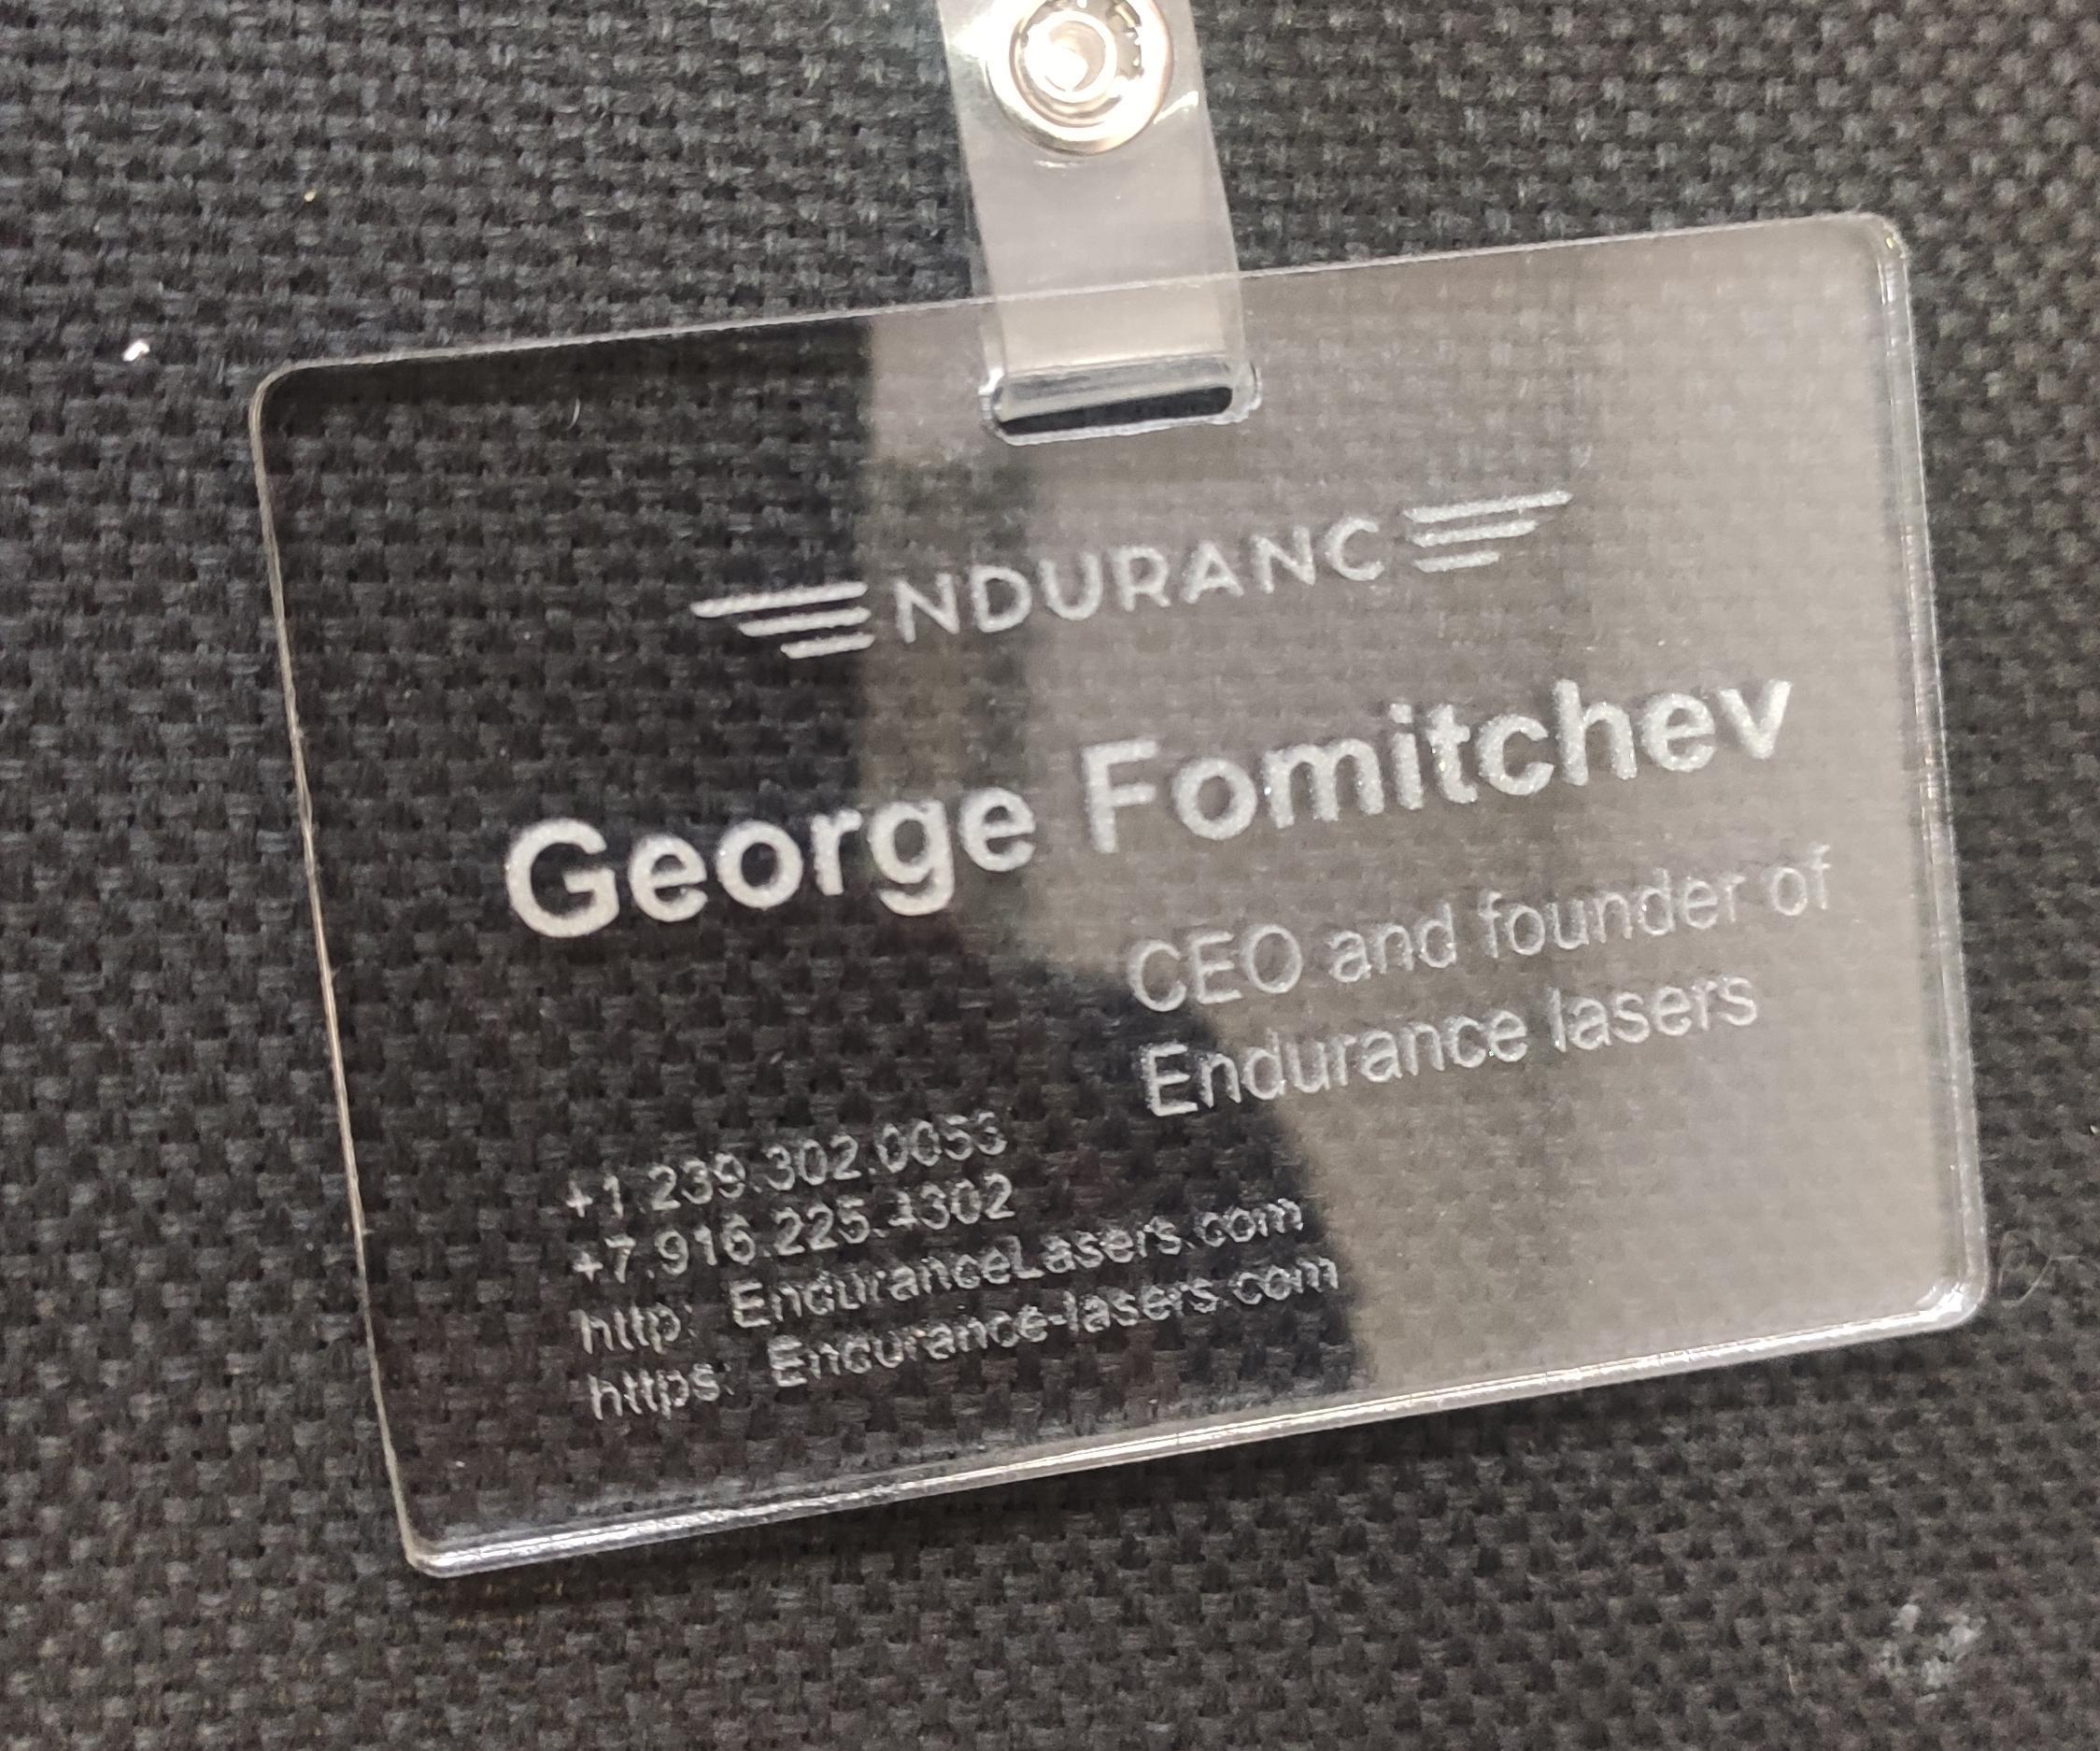 ENDURANCE
George Fomitchev
CEO and founder of
Endurance lasers
+1.239.302.0053
+7.916.225.4302
http: EnduranceLasers.com
https: Endurance-lasers.com